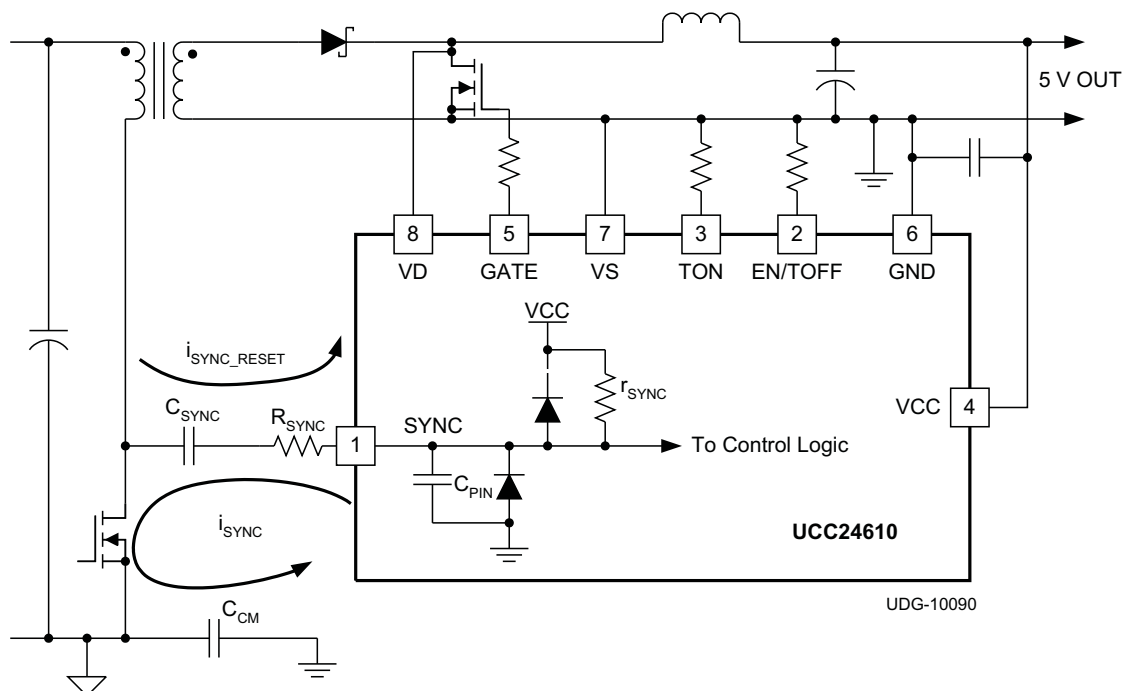 5 V OUT
8
5
7
3
2
6
VD
GATE
VS
TON
EN/TOFF
GND
VCC
iSYNC_RESET
rSYNC
CSYNC
RSYNC
VCC
4
1
SYNC
To Control Logic
CPIN
iSYNC
UCC24610
CCM
UDG-10090